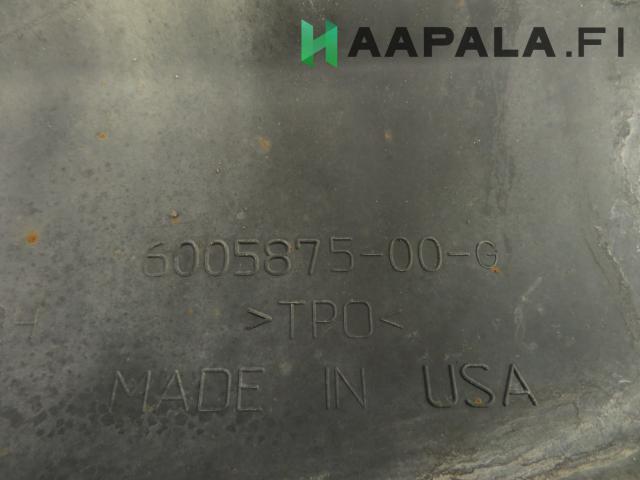 HAAPALA.FI
6005875-00-G
>TPO<
MADE IN USA